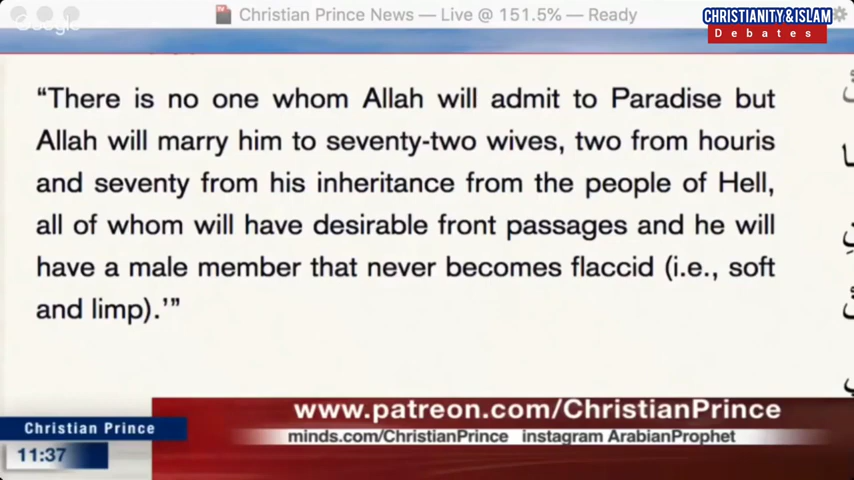 Christian Prince News — Live @ 151.5% — Ready
CHRISTIANITY & ISLAM
Debates
Google
“There is no one whom Allah will admit to Paradise but
Allah will marry him to seventy-two wives, two from houris
and seventy from his inheritance from the people of Hell,
all of whom will have desirable front passages and he will
have a male member that never becomes flaccid (i.e., soft
and limp).’”
www.patreon.com/ChristianPrince
minds.com/ChristianPrince instagram ArabianProphet
Christian Prince
11:37